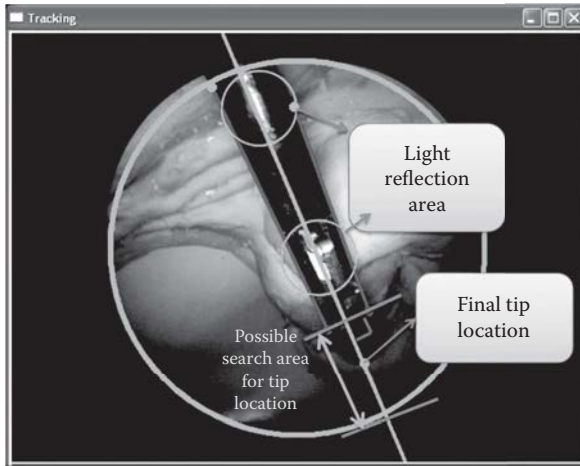 Tracking
Light
reflection
area
Final tip
location
Possible
search area
for tip
location